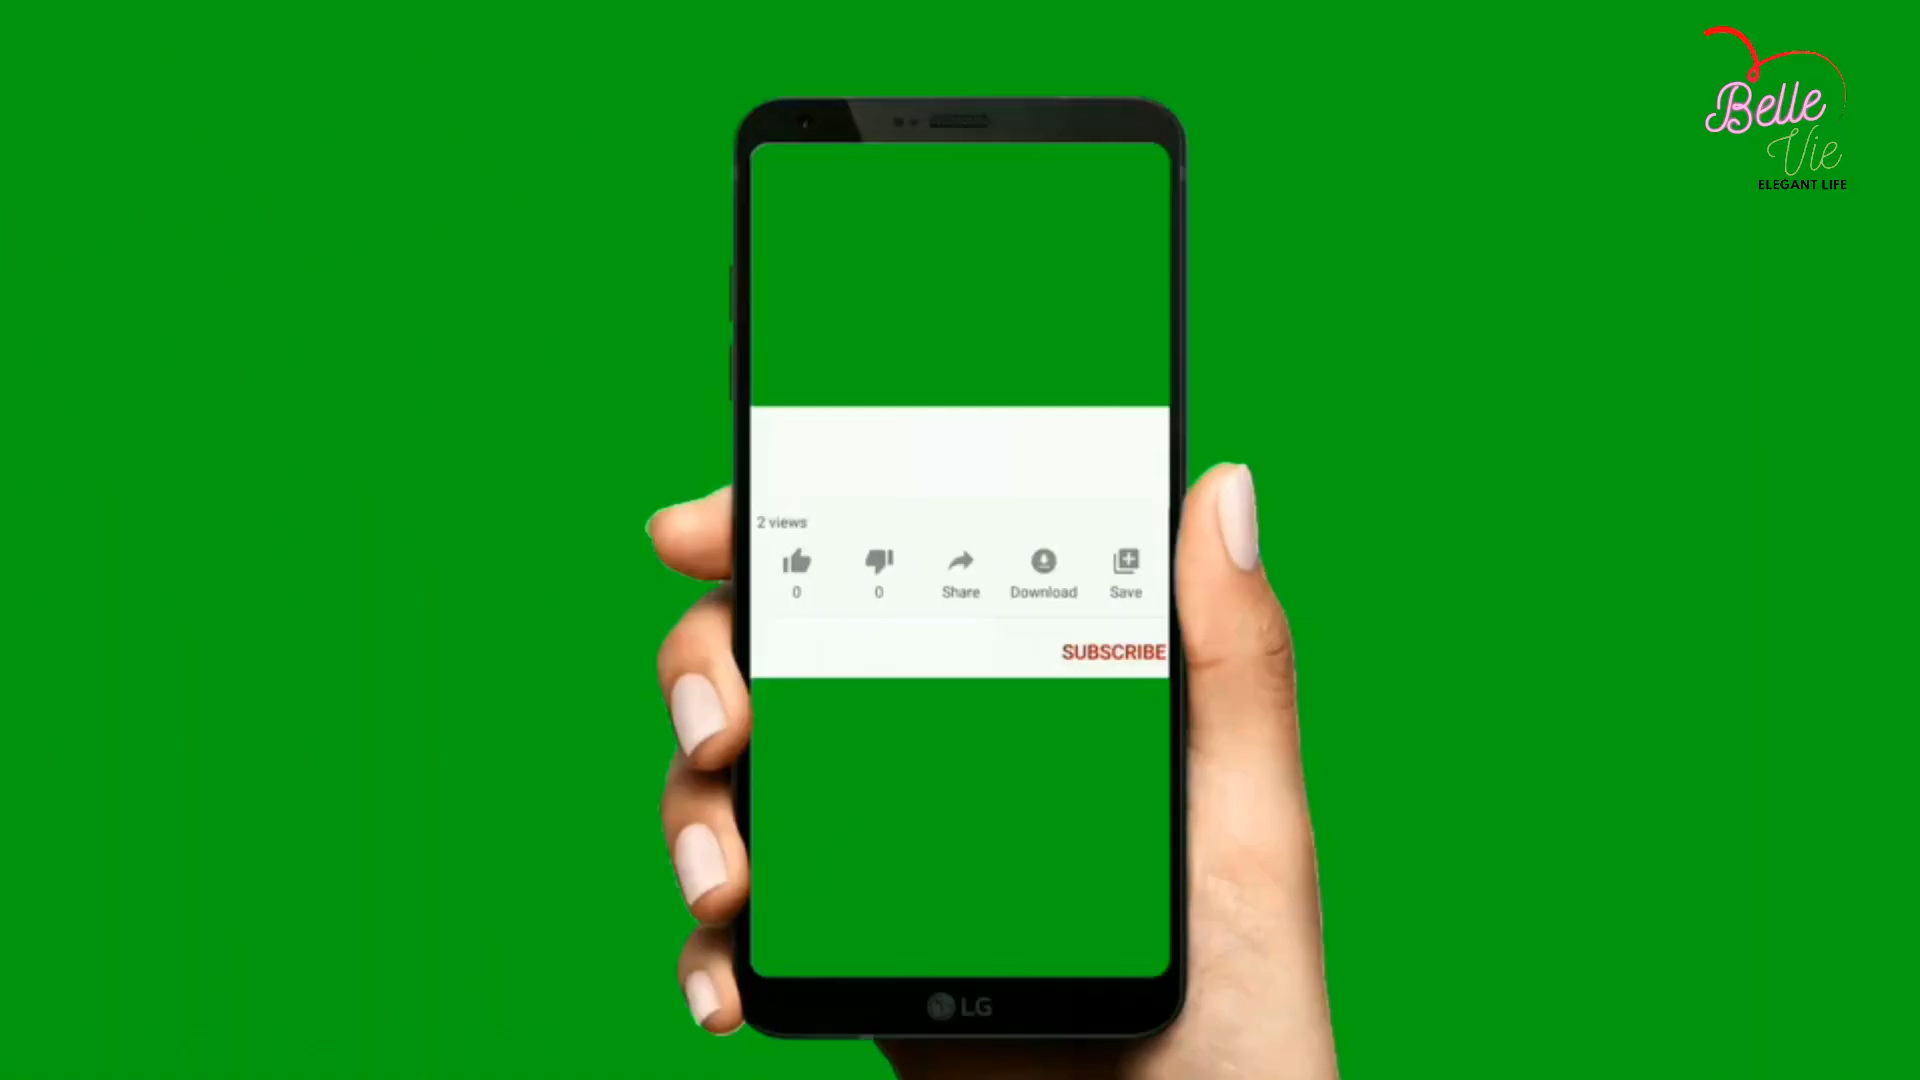 Belle
Vie
ELEGANT LIFE
2 views
0
0
Share
Download
Save
SUBSCRIBE
LG